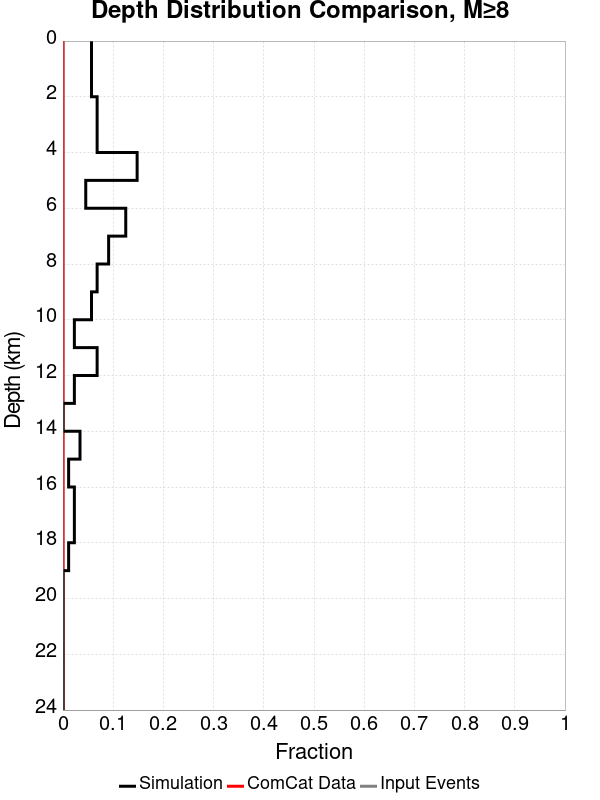 Depth Distribution Comparison, M≥8
0
2
4
6
8
10
12
14
16
18
20
22
24
Depth (km)
0 0.1 0.2 0.3 0.4 0.5 0.6 0.7 0.8 0.9 1
Fraction
Simulation ComCat Data Input Events